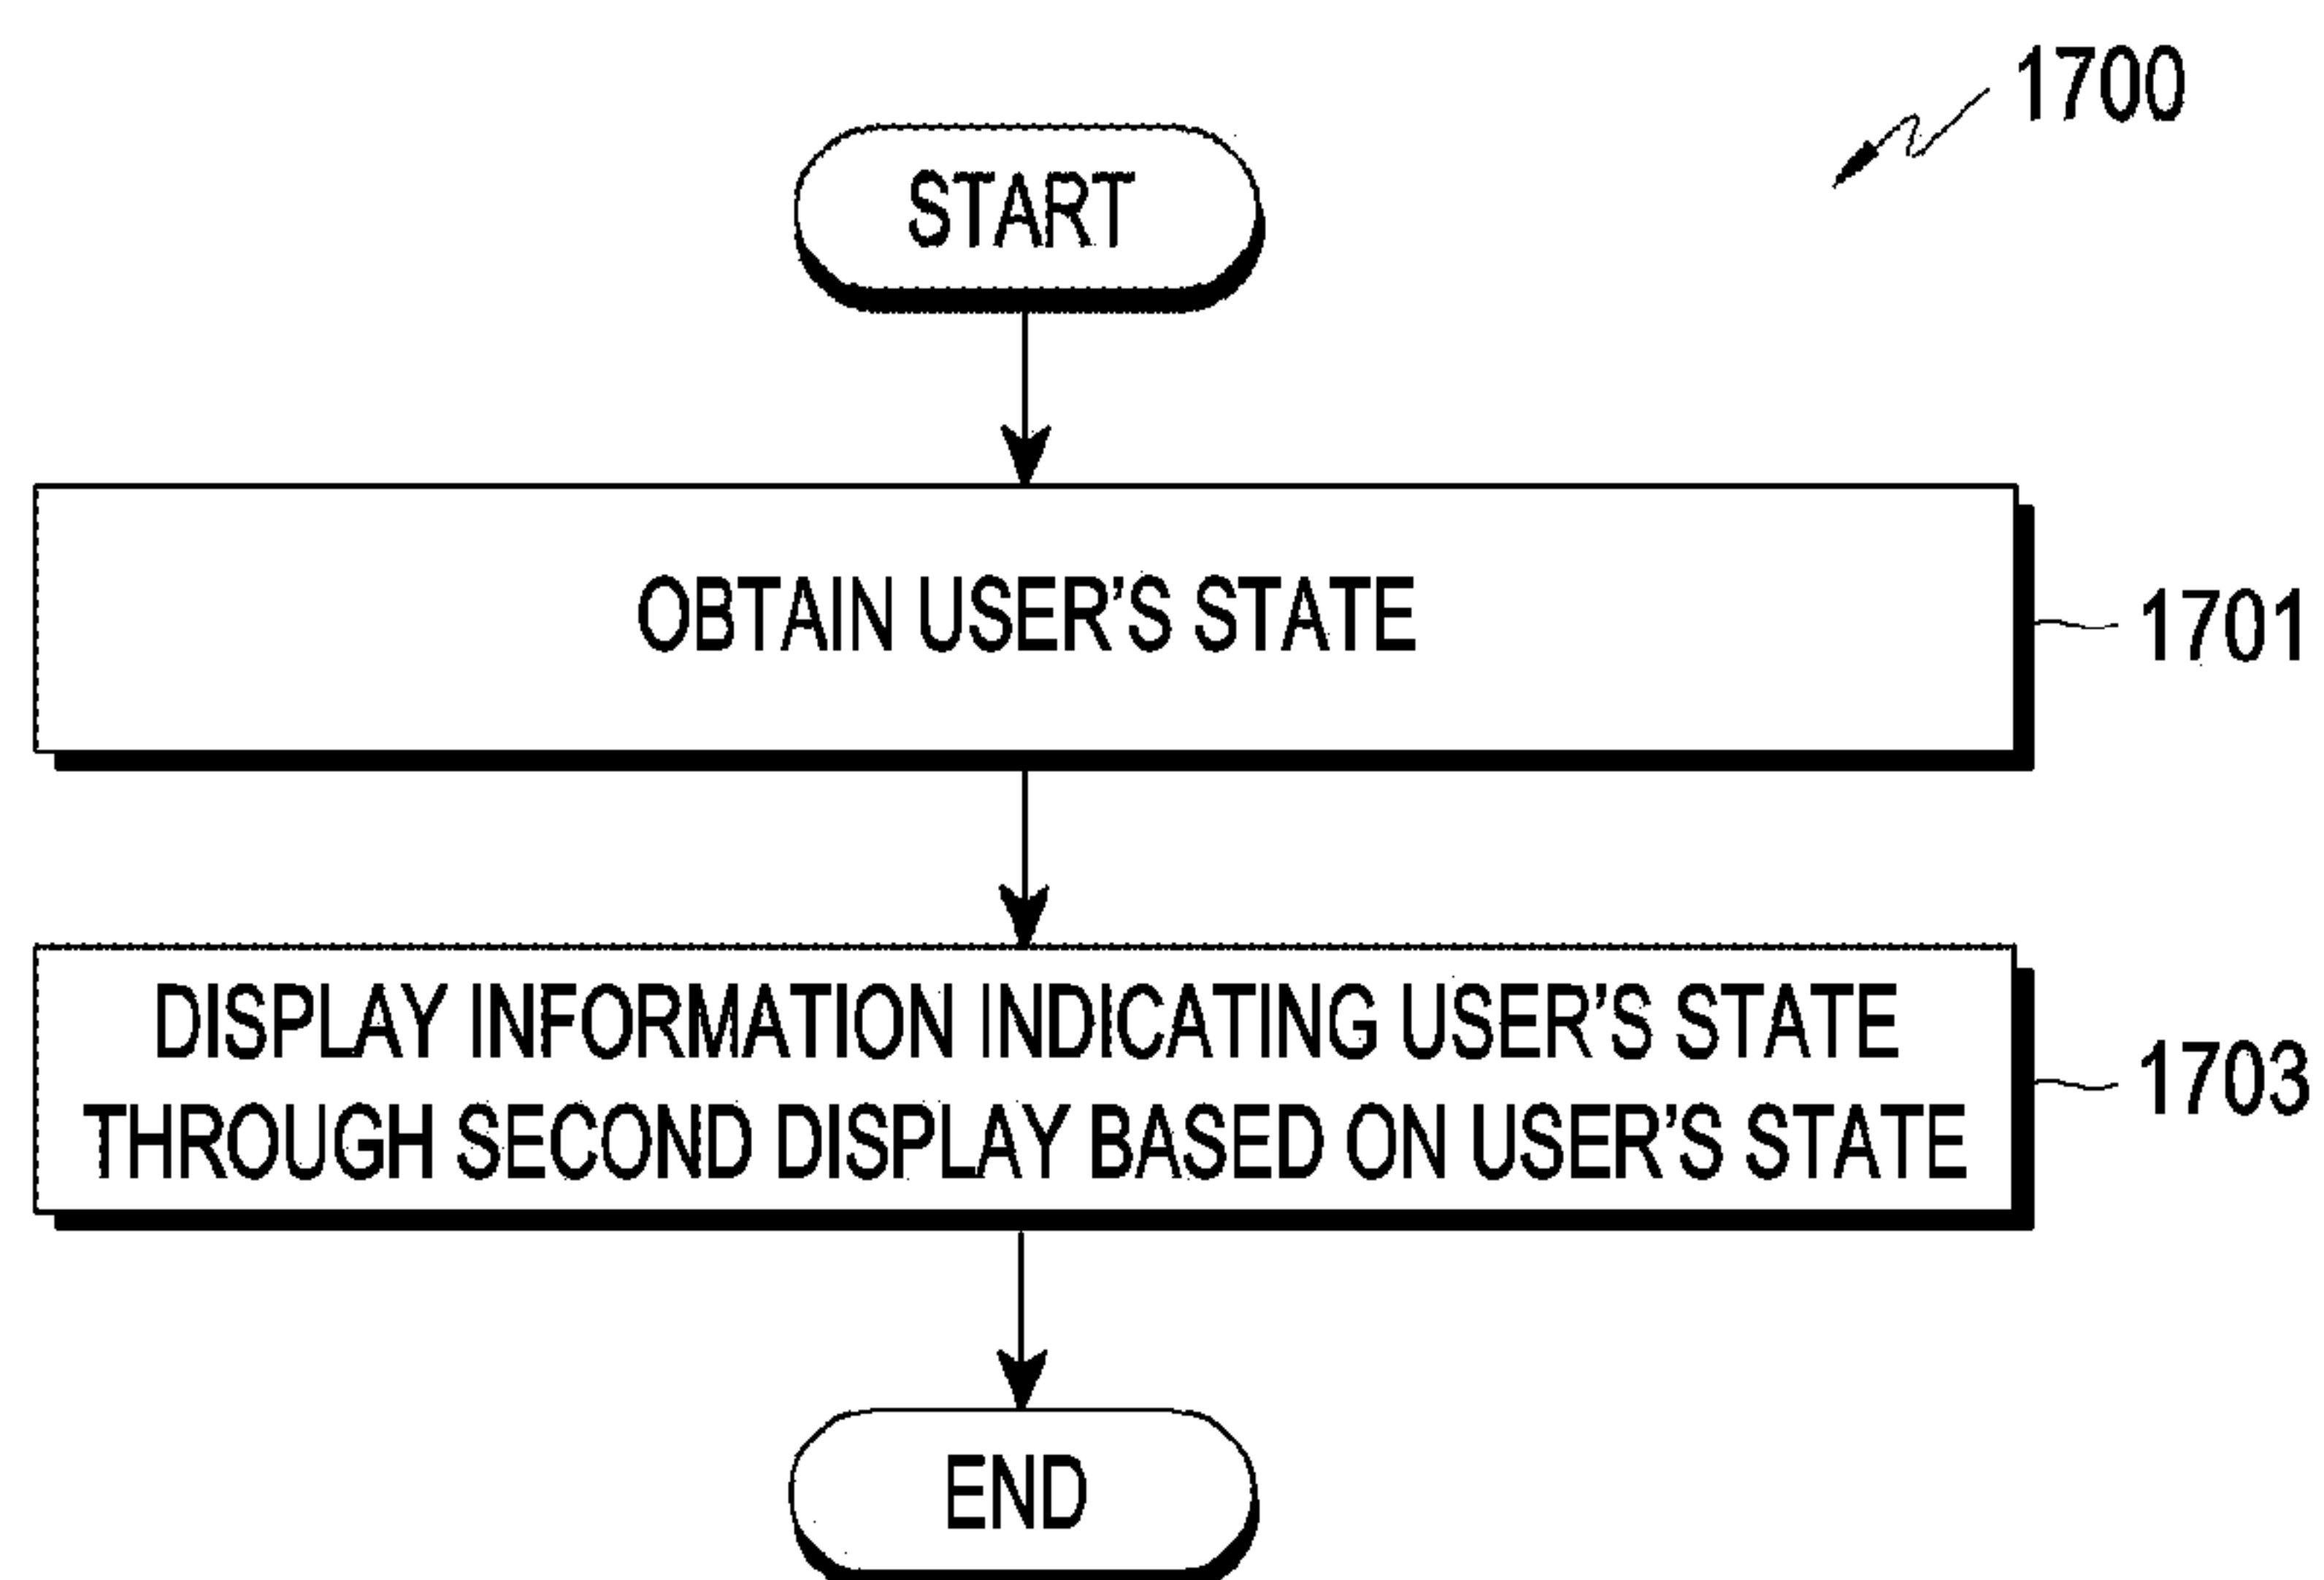 1700
START
OBTAIN USER'S STATE
1701
DISPLAY INFORMATION INDICATING USER'S STATE
THROUGH SECOND DISPLAY BASED ON USER'S STATE
1703
END